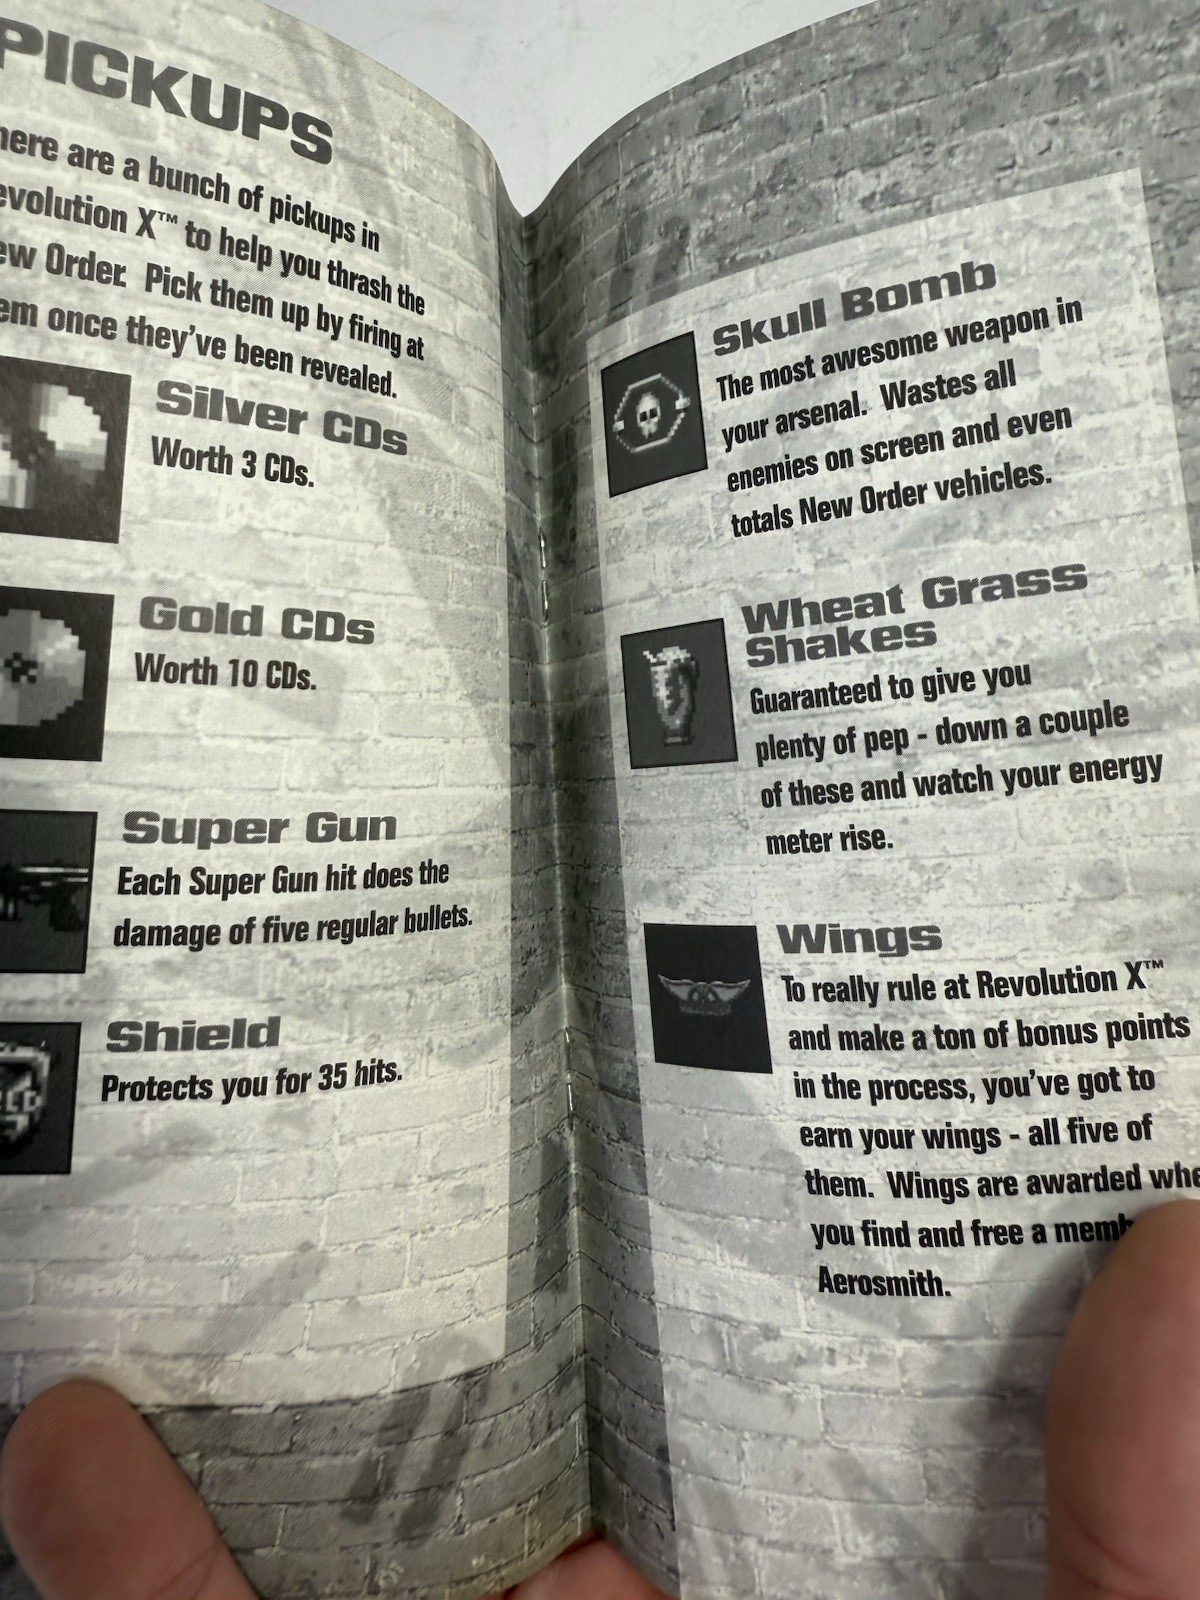 PICKUPS
here are a bunch of pickups in
evolution X™ to help you thrash the
ew Order. Pick them up by firing at
em once they've been revealed.
Silver CDs
Worth 3 CDs.
Gold CDs
Worth 10 CDs.
Super Gun
Each Super Gun hit does the
damage of five regular bullets.
Shield
Protects you for 35 hits.
Skull Bomb
The most awesome weapon in
your arsenal. Wastes all
enemies on screen and even
totals New Order vehicles.
Wheat Grass
Shakes
Guaranteed to give you
plenty of pep - down a couple
of these and watch your energy
meter rise.
Wings
To really rule at Revolution X™
and make a ton of bonus points
in the process, you've got to
earn your wings - all five of
them. Wings are awarded whe
you find and free a memb
Aerosmith.